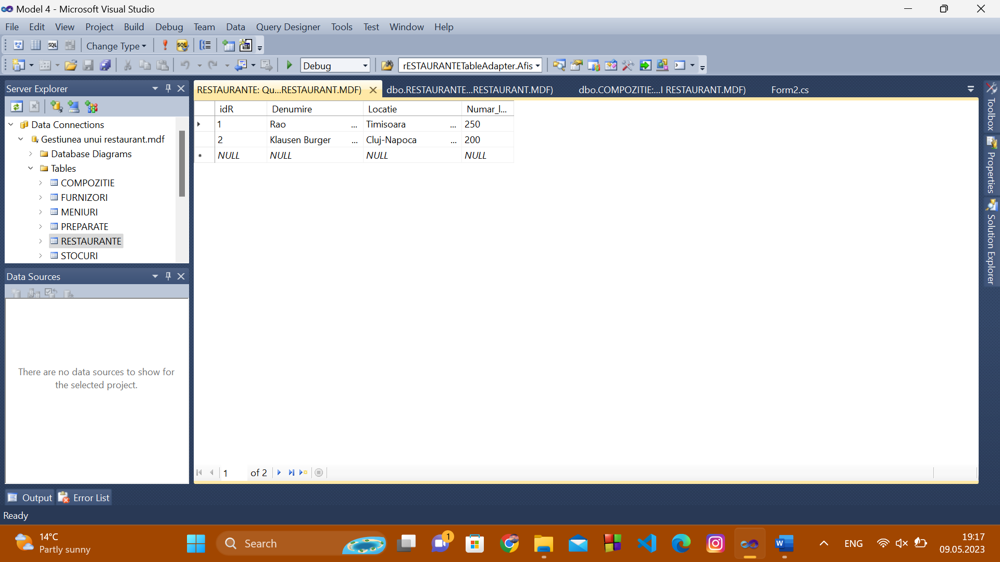 Model 4 - Microsoft Visual Studio
File Edit View Project Build Debug Team Data Query Designer Tools Test Window Help
SQL Change Type SQL
Debug rESTAURANTETableAdapter.Afis
Server Explorer
Data Connections
Gestiunea unui restaurant.mdf
Database Diagrams
Tables
COMPOZITIE
FURNIZORI
MENIURI
PREPARATE
RESTAURANTE
STOCURI
Data Sources
There are no data sources to show for
the selected project.
RESTAURANTE: Qu...RESTAURANT.MDF) dbo.RESTAURANTE...RESTAURANT.MDF) dbo.COMPOZITIE:...I RESTAURANT.MDF) Form2.cs
idR Denumire Locatie Numar_l...
1 Rao ... Timisoara ... 250
2 Klausen Burger ... Cluj-Napoca ... 200
NULL NULL NULL NULL
1 of 2
Toolbox
Properties
Solution Explorer
Output Error List
Ready
14°C
Partly sunny
Search
1
W
ENG
19:17
09.05.2023